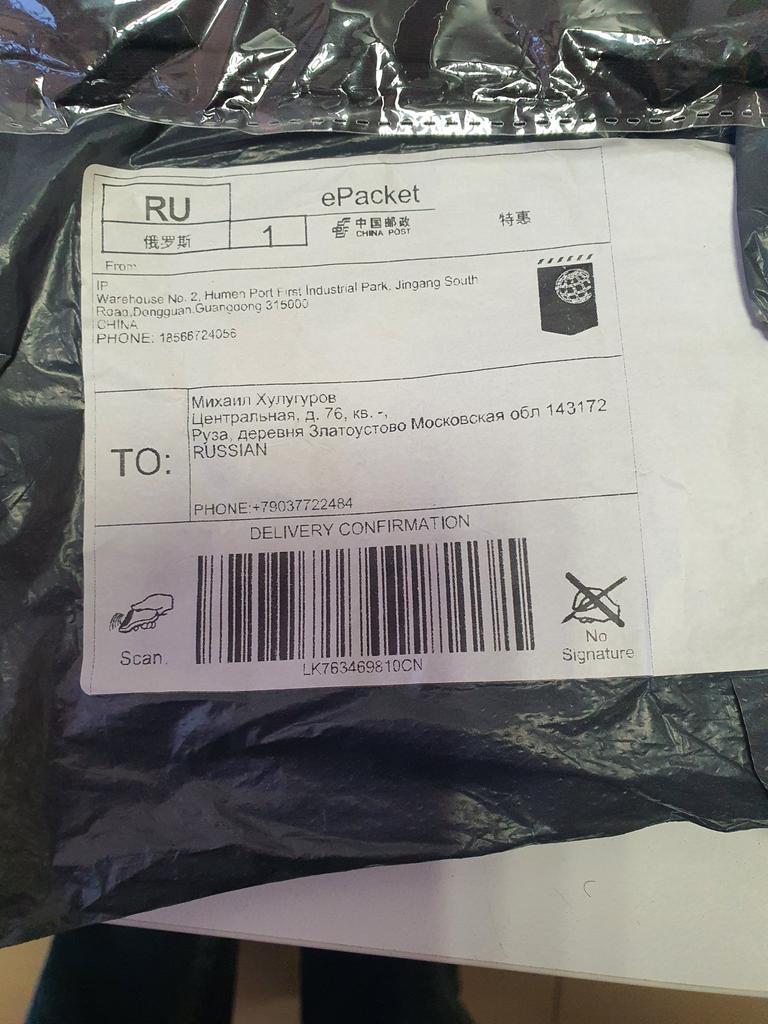 RU
ePacket
俄罗斯
1
中国邮政
CHINA POST
特惠
From:
IP
Warehouse No. 2, Humen Port First Industrial Park, Jingang South
Road,Dongguan,Guangdong 315000
CHINA
PHONE: 18566724056
TO:
Михаил Хулугуров
Центральная, д. 76, кв. -,
Руза, деревня Златоустово Московская обл 143172
RUSSIAN
PHONE:+79037722484
DELIVERY CONFIRMATION
Scan.
LK763469810CN
No
Signature